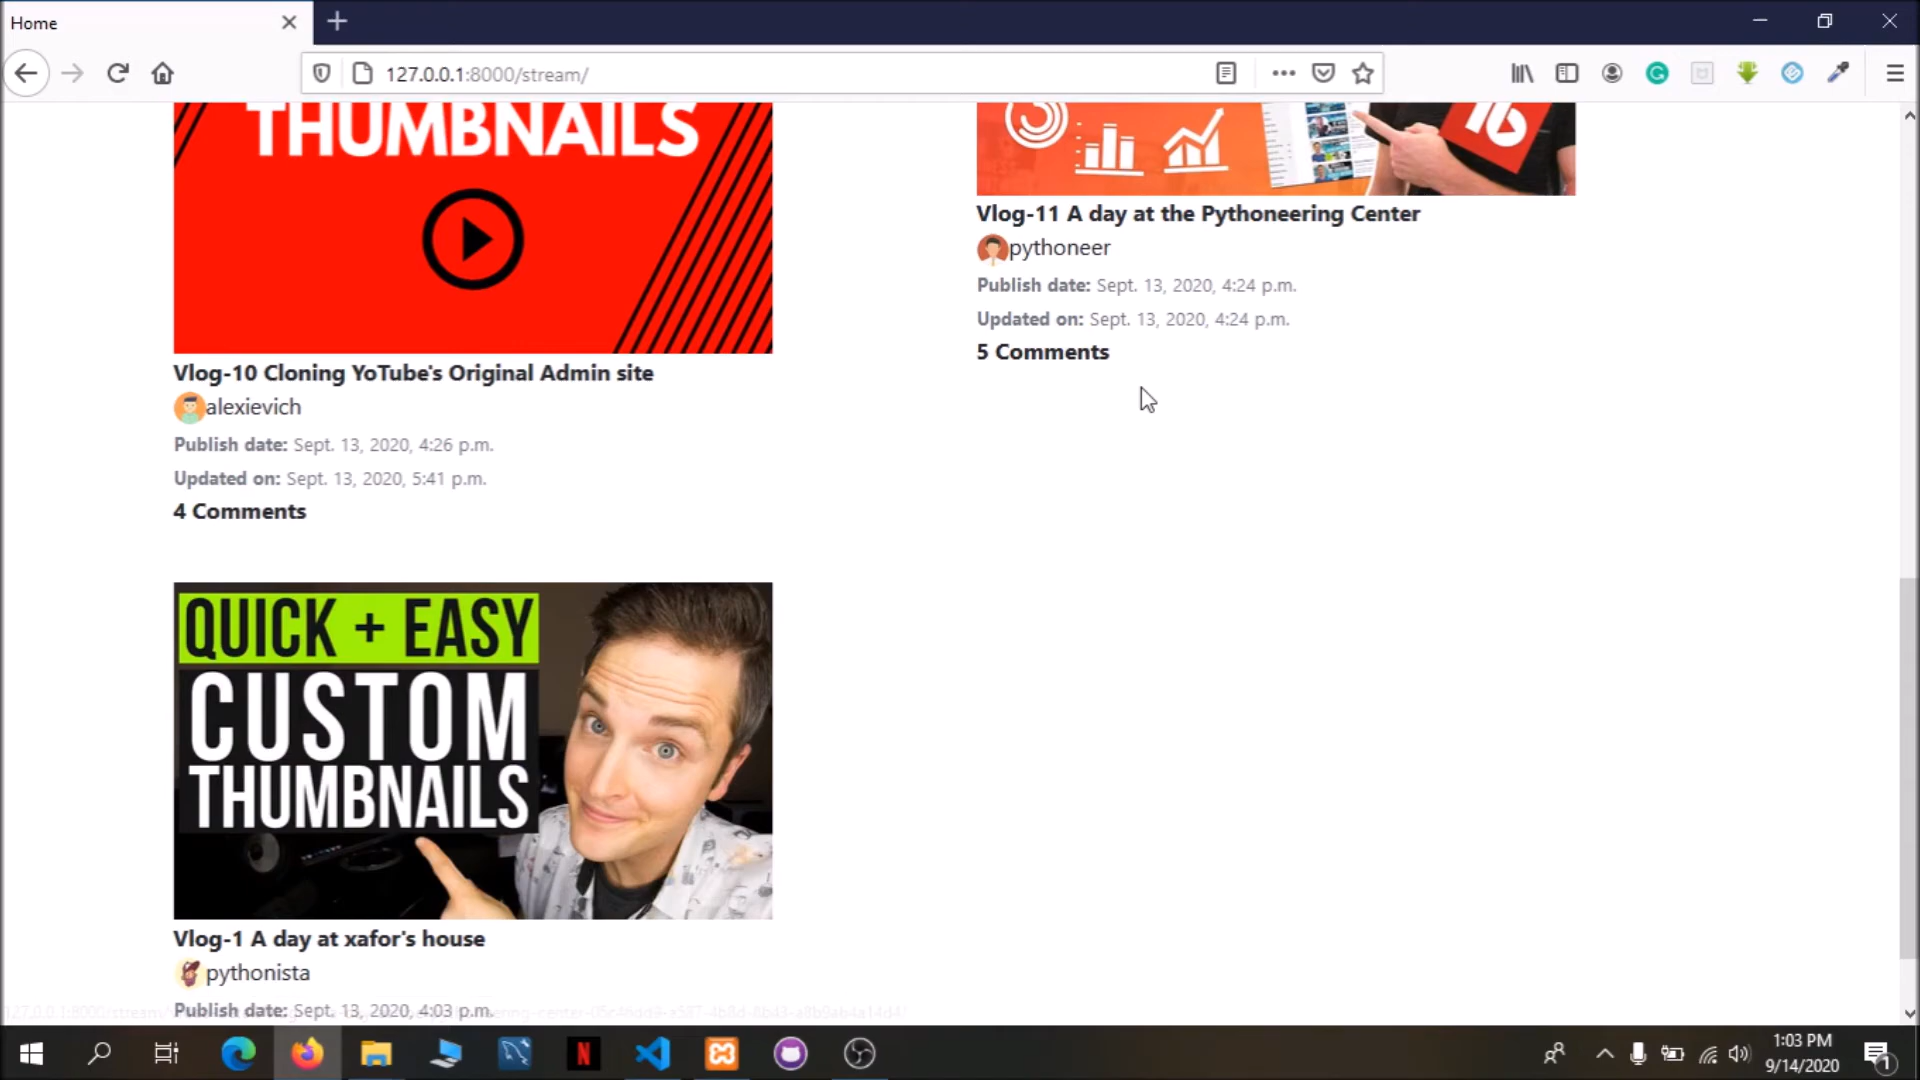 Home
127.0.0.1:8000/stream/
THUMBNAILS
Vlog-10 Cloning YoTube's Original Admin site
alexievich
Publish date: Sept. 13, 2020, 4:26 p.m.
Updated on: Sept. 13, 2020, 5:41 p.m.
4 Comments
Vlog-11 A day at the Pythoneering Center
pythoneer
Publish date: Sept. 13, 2020, 4:24 p.m.
Updated on: Sept. 13, 2020, 4:24 p.m.
5 Comments
QUICK + EASY
CUSTOM
THUMBNAILS
Vlog-1 A day at xafor's house
pythonista
Publish date: Sept. 13, 2020, 4:03 p.m.
1:03 PM
9/14/2020
1